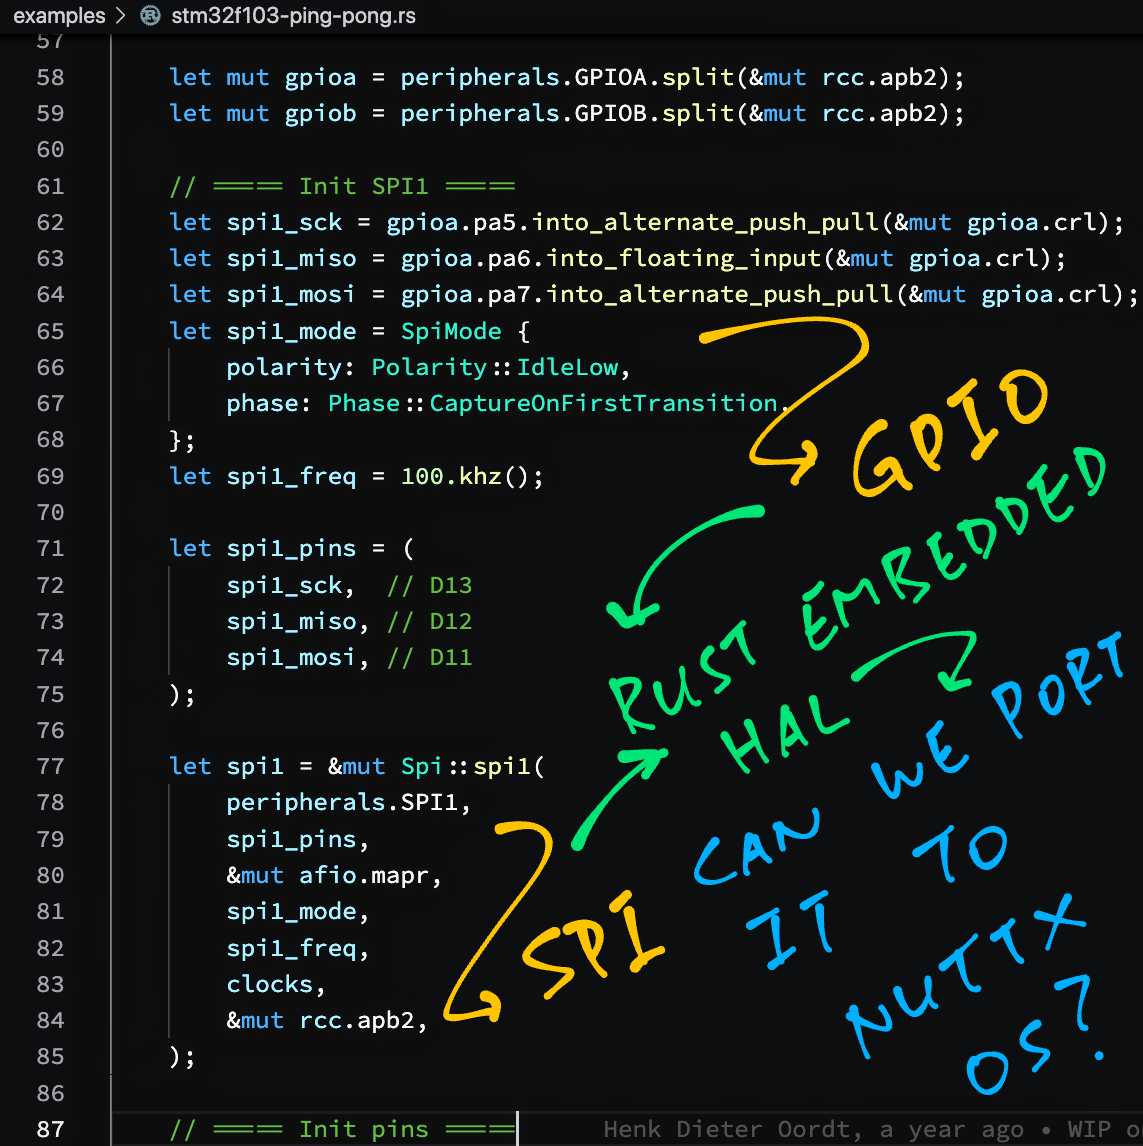 examples > stm32f103-ping-pong.rs
57
58 let mut gpioa = peripherals.GPIOA.split(&mut rcc.apb2);
59 let mut gpiob = peripherals.GPIOB.split(&mut rcc.apb2);
60
61 // ===== Init SPI1 =====
62 let spi1_sck = gpioa.pa5.into_alternate_push_pull(&mut gpioa.crl);
63 let spi1_miso = gpioa.pa6.into_floating_input(&mut gpioa.crl);
64 let spi1_mosi = gpioa.pa7.into_alternate_push_pull(&mut gpioa.crl);
65 let spi1_mode = SpiMode {
66 polarity: Polarity::IdleLow,
67 phase: Phase::CaptureOnFirstTransition,
68 };
69 let spi1_freq = 100.khz();
70
71 let spi1_pins = (
72 spi1_sck, // D13
73 spi1_miso, // D12
74 spi1_mosi, // D11
75 );
76
77 let spi1 = &mut Spi::spi1(
78 peripherals.SPI1,
79 spi1_pins,
80 &mut afio.mapr,
81 spi1_mode,
82 spi1_freq,
83 clocks,
84 &mut rcc.apb2,
85 );
86
87 // ===== Init pins ===== Henk Dieter Oordt, a year ago • WIP o
GPIO
RUST EMBEDDED
HAL
SPI
CAN WE PORT
IT TO
NUTTX
OS?